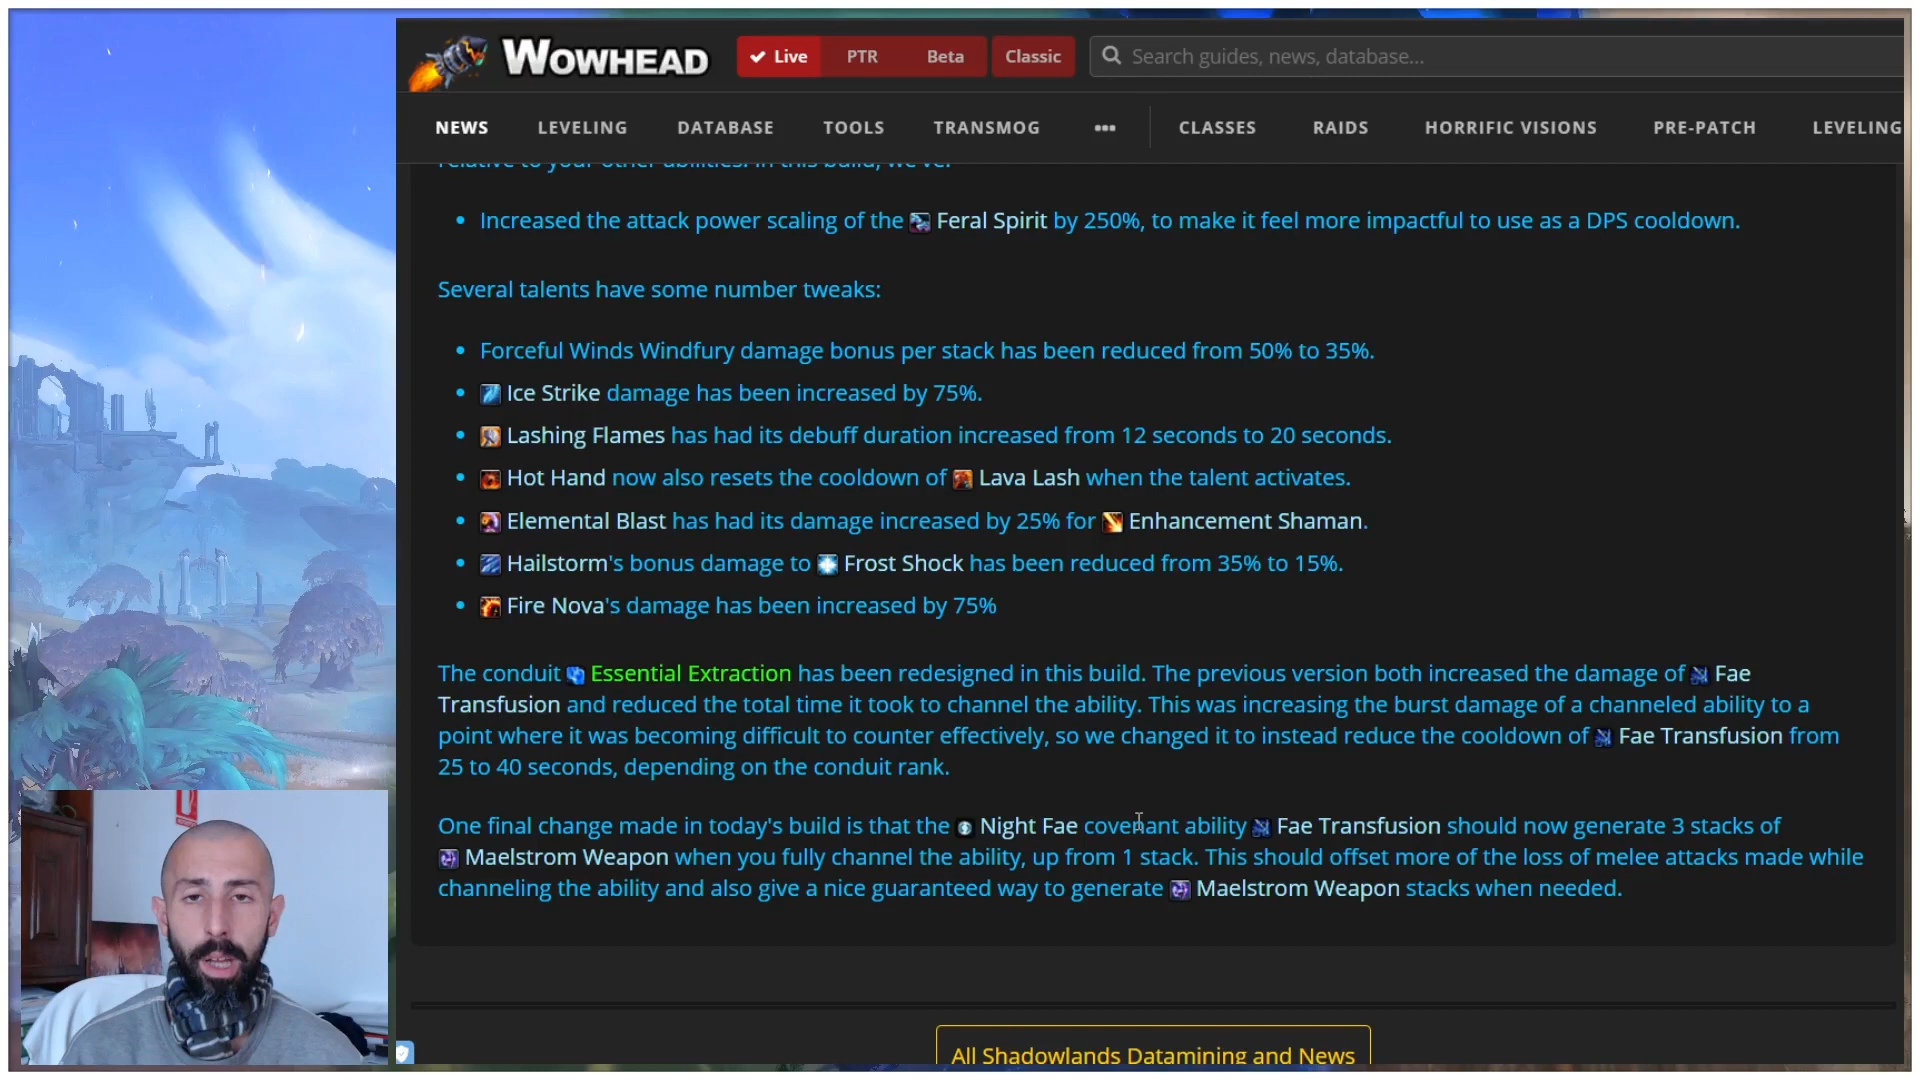 WOWHEAD
Live PTR Beta Classic Search guides, news, database...
NEWS LEVELING DATABASE TOOLS TRANSMOG ••• CLASSES RAIDS HORRIFIC VISIONS PRE-PATCH LEVELING
relative to your other abilities. In this build, we've:
• Increased the attack power scaling of the Feral Spirit by 250%, to make it feel more impactful to use as a DPS cooldown.
Several talents have some number tweaks:
• Forceful Winds Windfury damage bonus per stack has been reduced from 50% to 35%.
• Ice Strike damage has been increased by 75%.
• Lashing Flames has had its debuff duration increased from 12 seconds to 20 seconds.
• Hot Hand now also resets the cooldown of Lava Lash when the talent activates.
• Elemental Blast has had its damage increased by 25% for Enhancement Shaman.
• Hailstorm's bonus damage to Frost Shock has been reduced from 35% to 15%.
• Fire Nova's damage has been increased by 75%
The conduit Essential Extraction has been redesigned in this build. The previous version both increased the damage of Fae
Transfusion and reduced the total time it took to channel the ability. This was increasing the burst damage of a channeled ability to a
point where it was becoming difficult to counter effectively, so we changed it to instead reduce the cooldown of Fae Transfusion from
25 to 40 seconds, depending on the conduit rank.
One final change made in today's build is that the Night Fae covenant ability Fae Transfusion should now generate 3 stacks of
Maelstrom Weapon when you fully channel the ability, up from 1 stack. This should offset more of the loss of melee attacks made while
channeling the ability and also give a nice guaranteed way to generate Maelstrom Weapon stacks when needed.
All Shadowlands Datamining and News